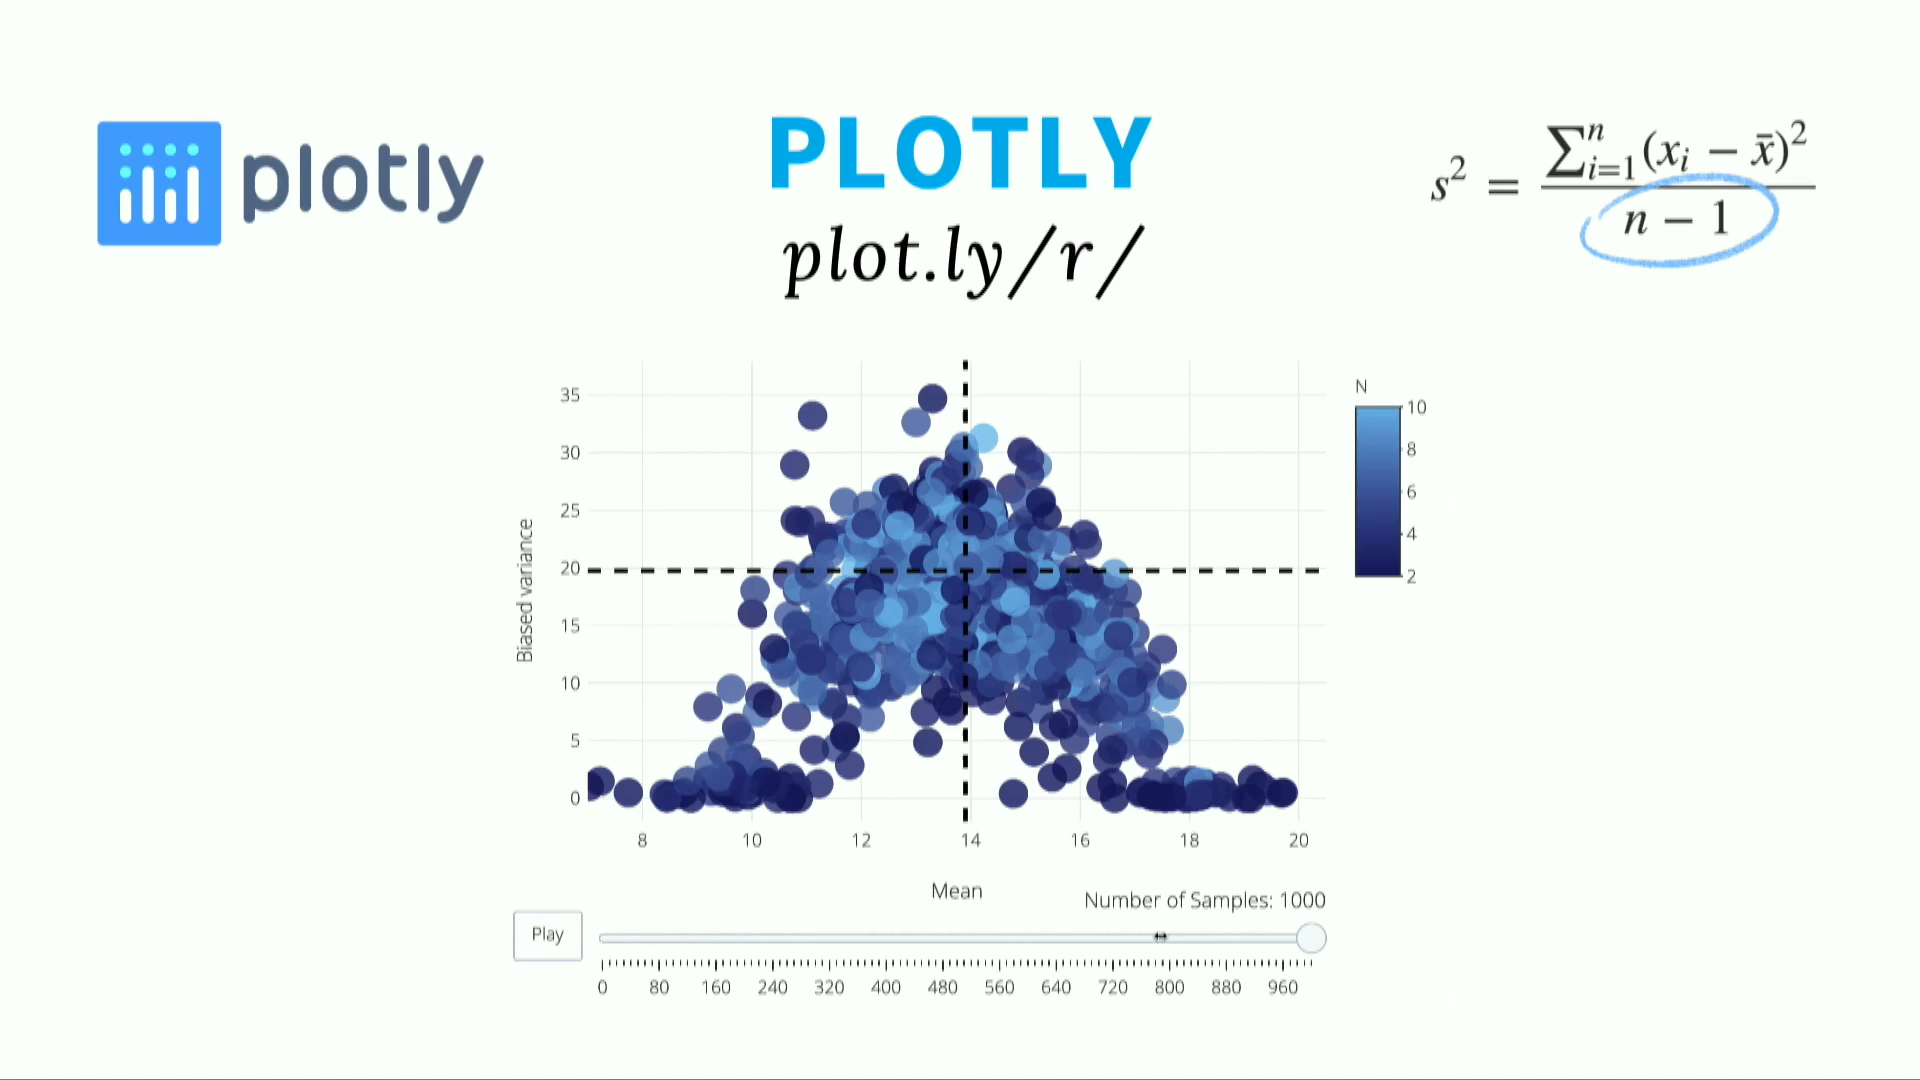 plotly
PLOTLY
plot.ly/r/
s² = ∑ⁿᵢ₌₁(xᵢ − x̄)² / n − 1
N
10
8
6
4
2
Biased variance
35
30
25
20
15
10
5
0
8 10 12 14 16 18 20
Mean
Number of Samples: 1000
Play
0 80 160 240 320 400 480 560 640 720 800 880 960